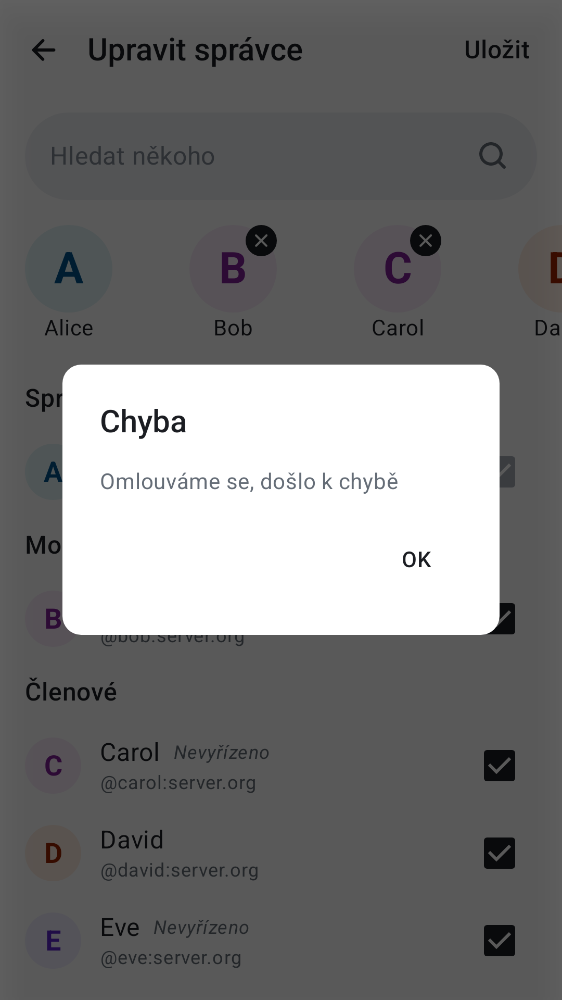 Upravit správce
Uložit
Hledat někoho
A
B
C
D
Alice
Bob
Carol
Da
Spr
A
Chyba
Omlouváme se, došlo k chybě
OK
Mo
B
@bob:server.org
Členové
C
Carol Nevyřízeno
@carol:server.org
D
David
@david:server.org
E
Eve Nevyřízeno
@eve:server.org